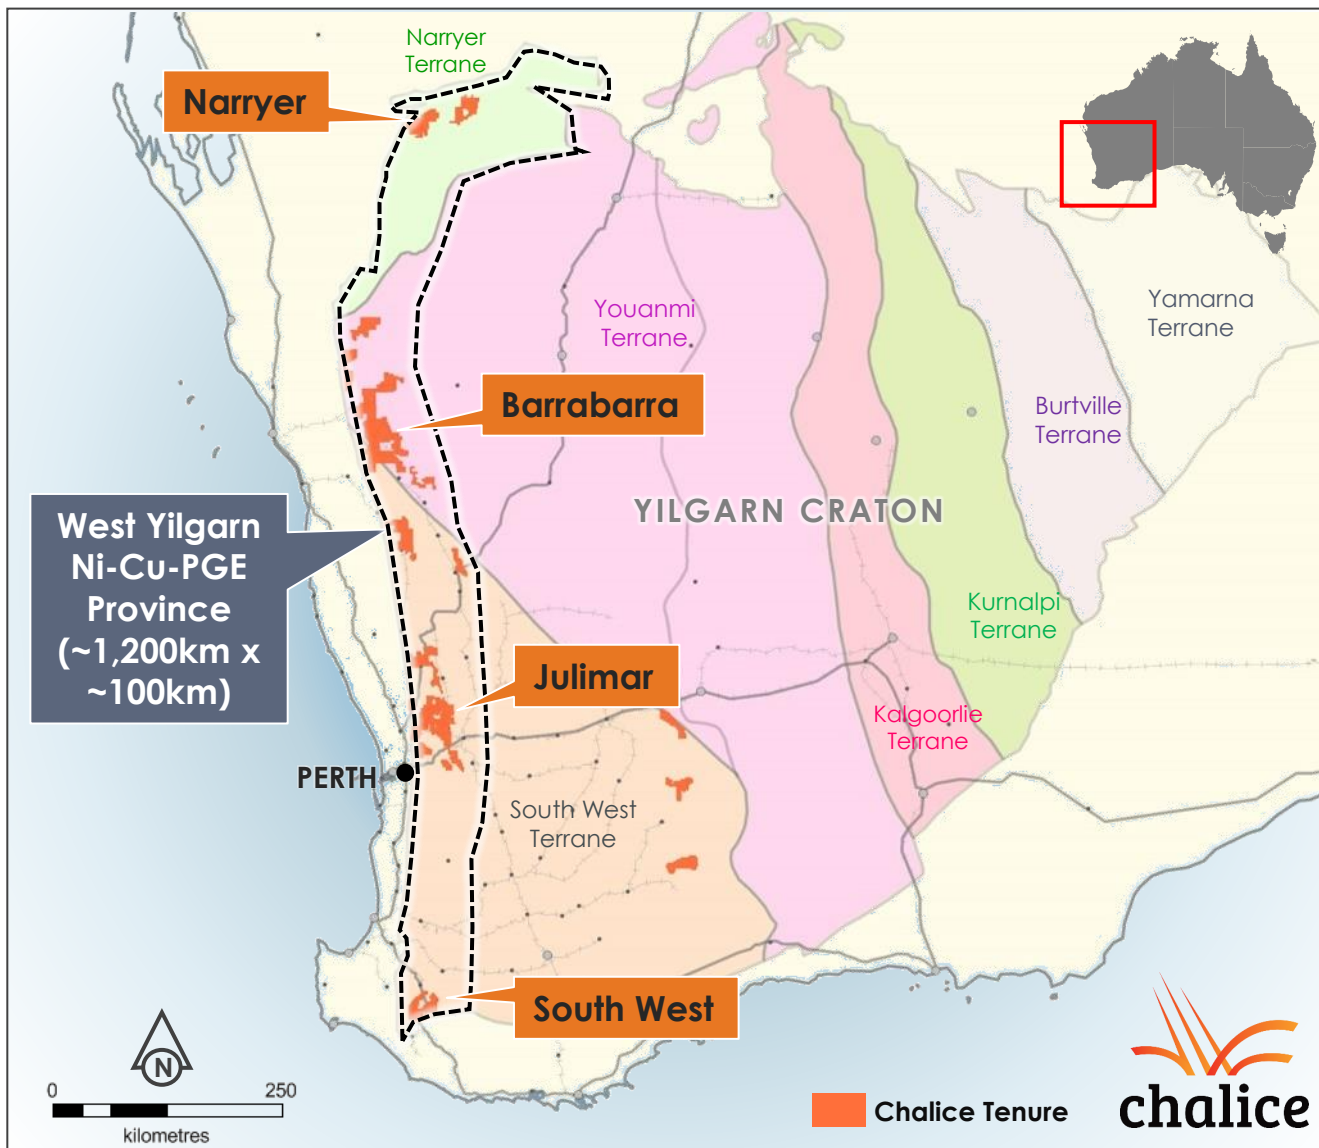 Narryer
Terrane
Narryer
Youanmi
Terrane
Yamarna
Terrane
Barrabarra
Burtville
Terrane
YILGARN CRATON
West Yilgarn
Ni-Cu-PGE
Province
(~1,200km x
~100km)
Kurnalpi
Terrane
Julimar
Kalgoorlie
Terrane
PERTH
South West
Terrane
South West
N
0 250
kilometres
Chalice Tenure
chalice